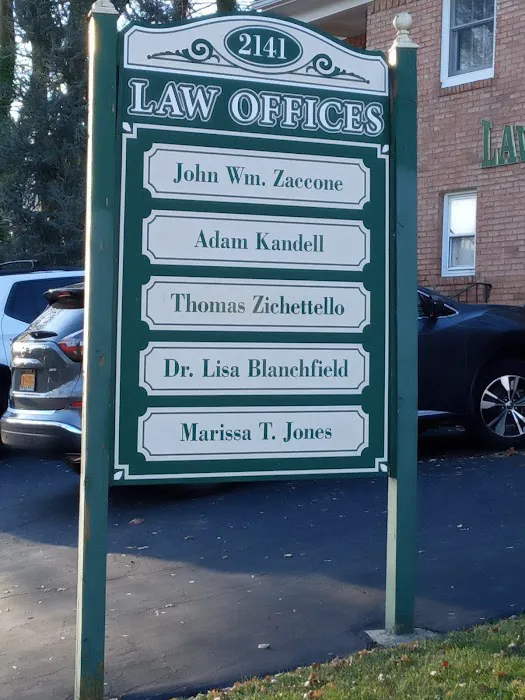 2141
LAW OFFICES
John Wm. Zaccone
Adam Kandell
Thomas Zichettello
Dr. Lisa Blanchfield
Marissa T. Jones